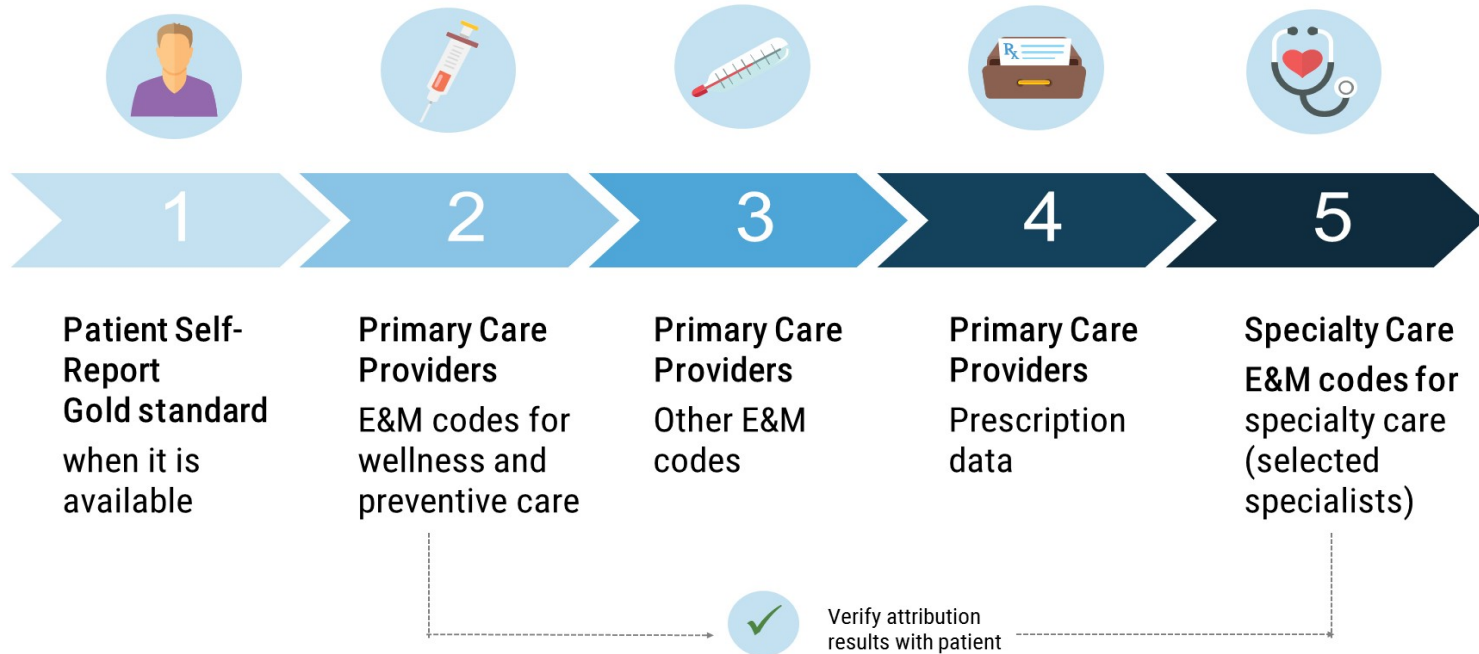 Rx
1
2
3
4
5
Patient Self-
Report
Gold standard
when it is
available
Primary Care
Providers
E&M codes for
wellness and
preventive care
Primary Care
Providers
Other E&M
codes
Primary Care
Providers
Prescription
data
Specialty Care
E&M codes for
specialty care
(selected
specialists)
Verify attribution
results with patient